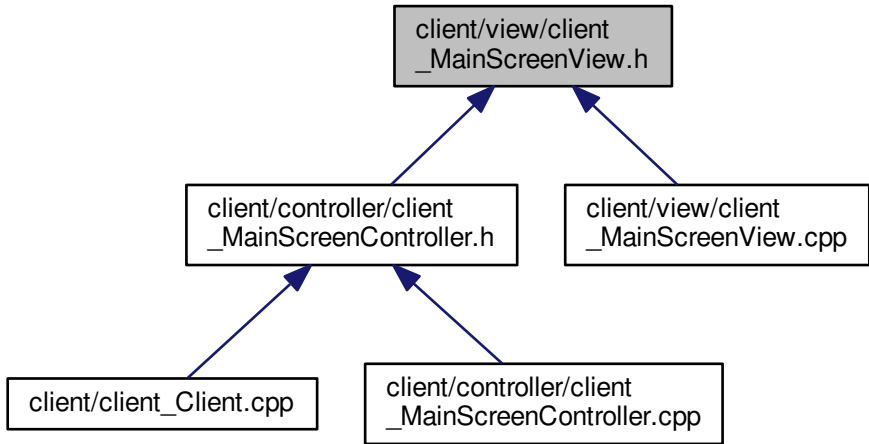 client/view/client
_MainScreenView.h
client/controller/client
_MainScreenController.h
client/view/client
_MainScreenView.cpp
client/client_Client.cpp
client/controller/client
_MainScreenController.cpp